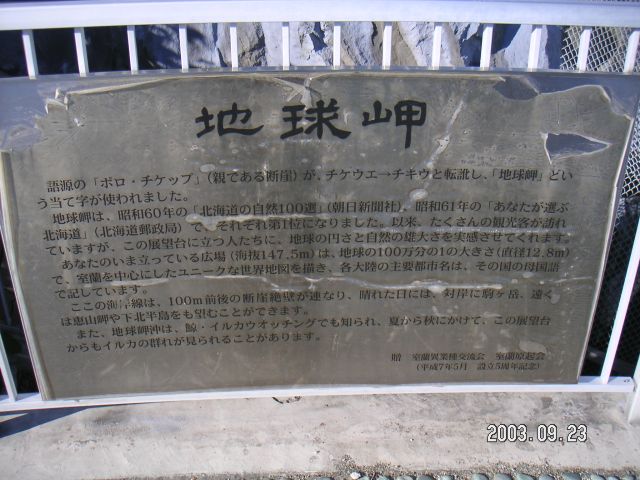 地球岬
語源の「ポロ・チケップ」(親である断崖)が、チケウエ→チキウと転訛し、「地球岬」とい
う当て字が使われました。
地球岬は、昭和60年の「北海道の自然100選」(朝日新聞社)、昭和61年の「あなたが選ぶ
北海道」(北海道郵政局)で、それぞれ第1位になりました。以来、たくさんの観光客が訪れ
ていますが、この展望台に立つ人たちに、地球の円さと自然の雄大さを実感させてくれます。
あなたのいま立っている広場(海抜147.5m)は、地球の100万分の1の大きさ(直径12.8m)
で、室蘭を中心にしたユニークな世界地図を描き、各大陸の主要都市名は、その国の母国語
で記しています。
ここの海岸線は、100m前後の断崖絶壁が連なり、晴れた日には、対岸に駒ヶ岳、遠く
は恵山岬や下北半島をも望むことができます。
また、地球岬沖は、鯨・イルカウオッチングでも知られ、夏から秋にかけて、この展望台
からもイルカの群れが見られることがあります。
贈 室蘭異業種交流会 室蘭原起会
(平成7年5月 設立5周年記念)
2003.09.23